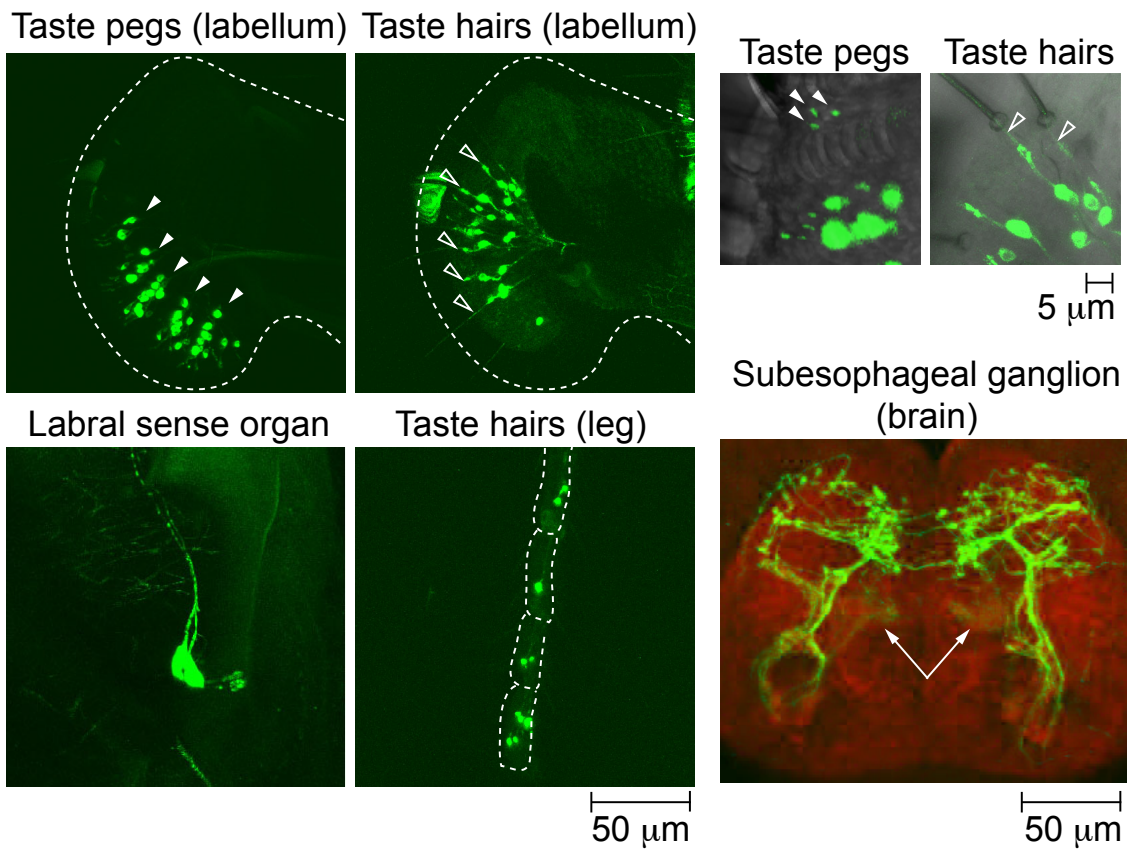 Taste pegs (labellum)
Taste hairs (labellum)
Taste pegs
Taste hairs
5 μm
Labral sense organ
Taste hairs (leg)
Subesophageal ganglion
(brain)
50 μm
50 μm